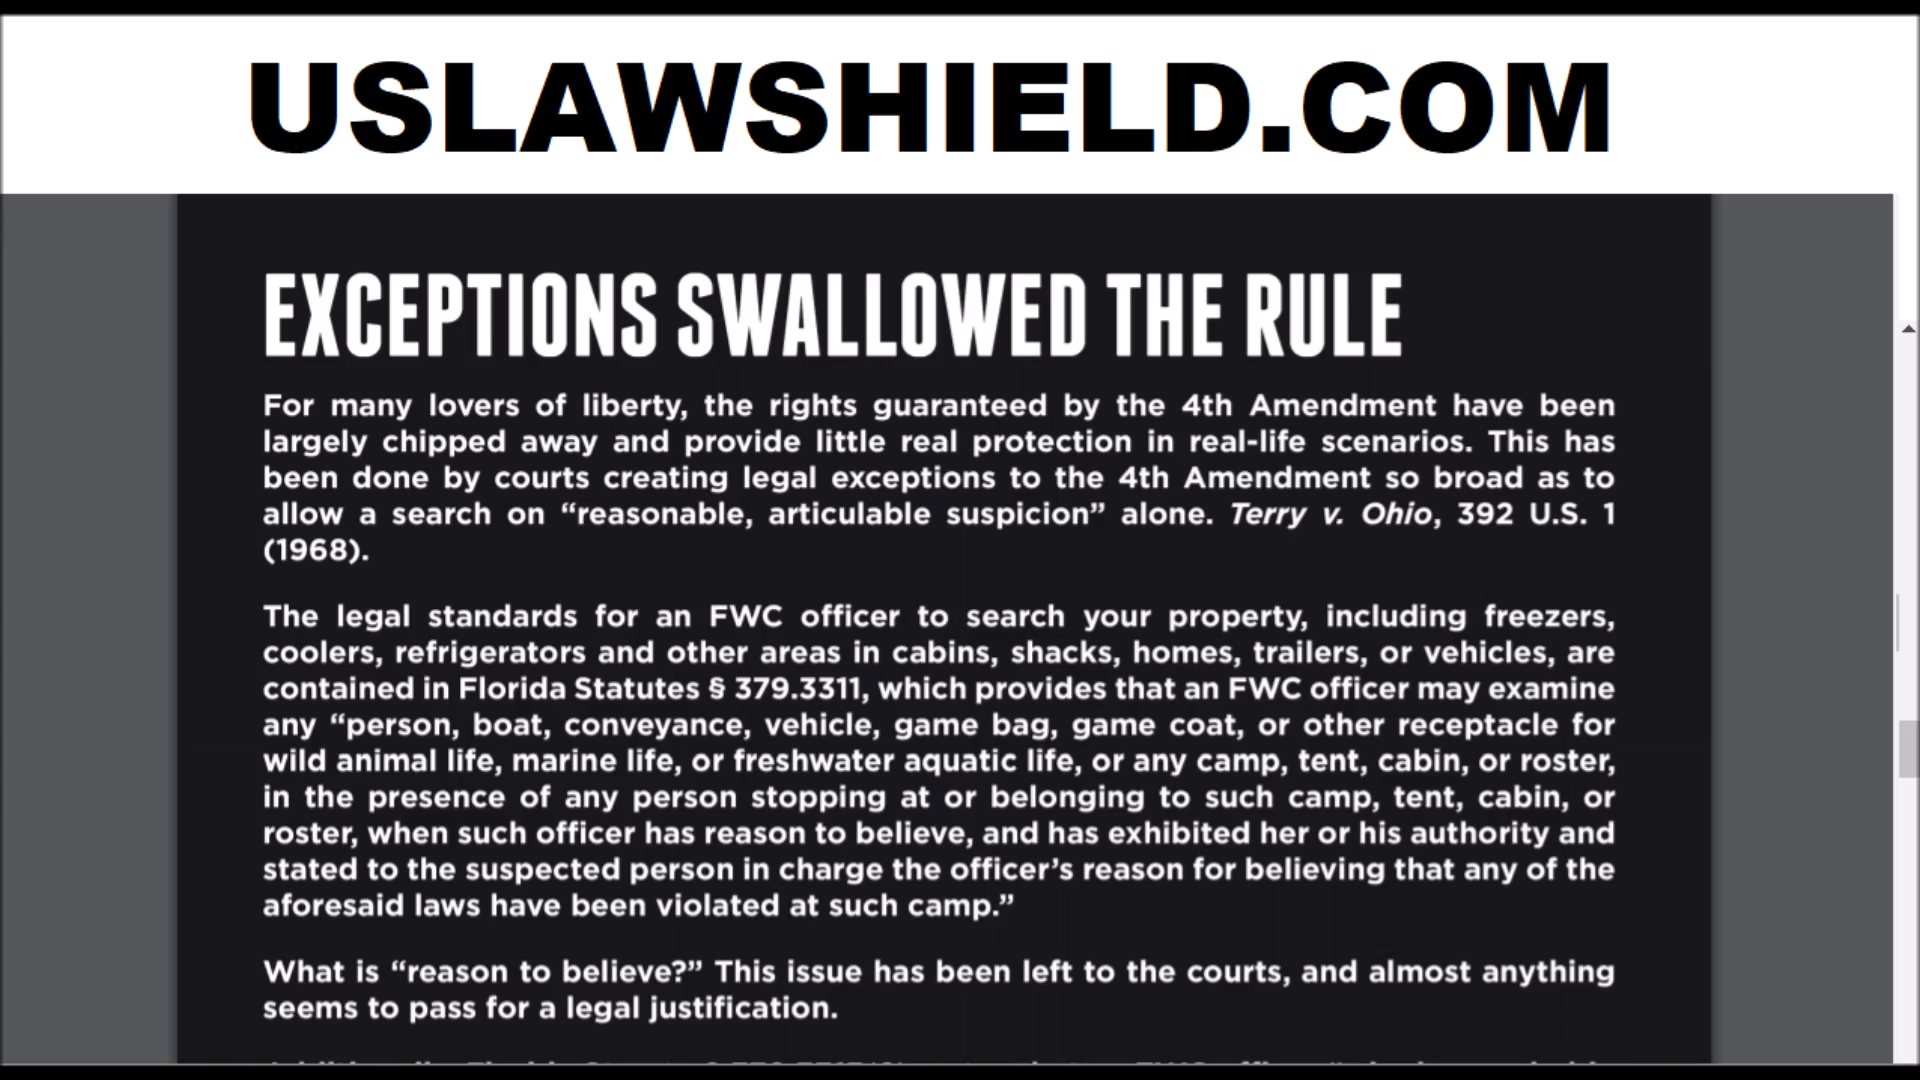 USLAWSHIELD.COM
EXCEPTIONS SWALLOWED THE RULE
For many lovers of liberty, the rights guaranteed by the 4th Amendment have been
largely chipped away and provide little real protection in real-life scenarios. This has
been done by courts creating legal exceptions to the 4th Amendment so broad as to
allow a search on “reasonable, articulable suspicion” alone. Terry v. Ohio, 392 U.S. 1
(1968).
The legal standards for an FWC officer to search your property, including freezers,
coolers, refrigerators and other areas in cabins, shacks, homes, trailers, or vehicles, are
contained in Florida Statutes § 379.3311, which provides that an FWC officer may examine
any “person, boat, conveyance, vehicle, game bag, game coat, or other receptacle for
wild animal life, marine life, or freshwater aquatic life, or any camp, tent, cabin, or roster,
in the presence of any person stopping at or belonging to such camp, tent, cabin, or
roster, when such officer has reason to believe, and has exhibited her or his authority and
stated to the suspected person in charge the officer’s reason for believing that any of the
aforesaid laws have been violated at such camp.”
What is “reason to believe?” This issue has been left to the courts, and almost anything
seems to pass for a legal justification.